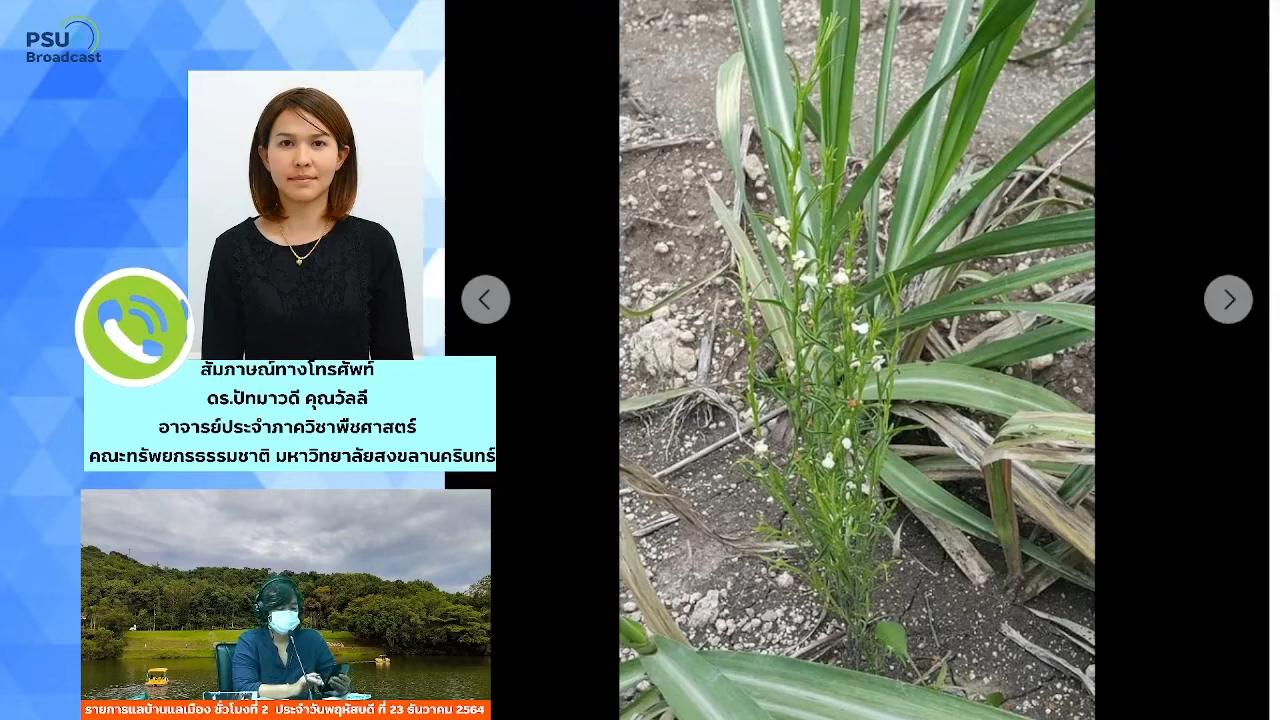 PSU
Broadcast
สัมภาษณ์ทางโทรศัพท์
ดร.ปัทมาวดี คุณวัลลี
อาจารย์ประจำภาควิชาพืชศาสตร์
คณะทรัพยกรธรรมชาติ มหาวิทยาลัยสงขลานครินทร์
รายการแลบ้านแลเมือง ชั่วโมงที่ 2 ประจำวันพฤหัสบดี ที่ 23 ธันวาคม 2564